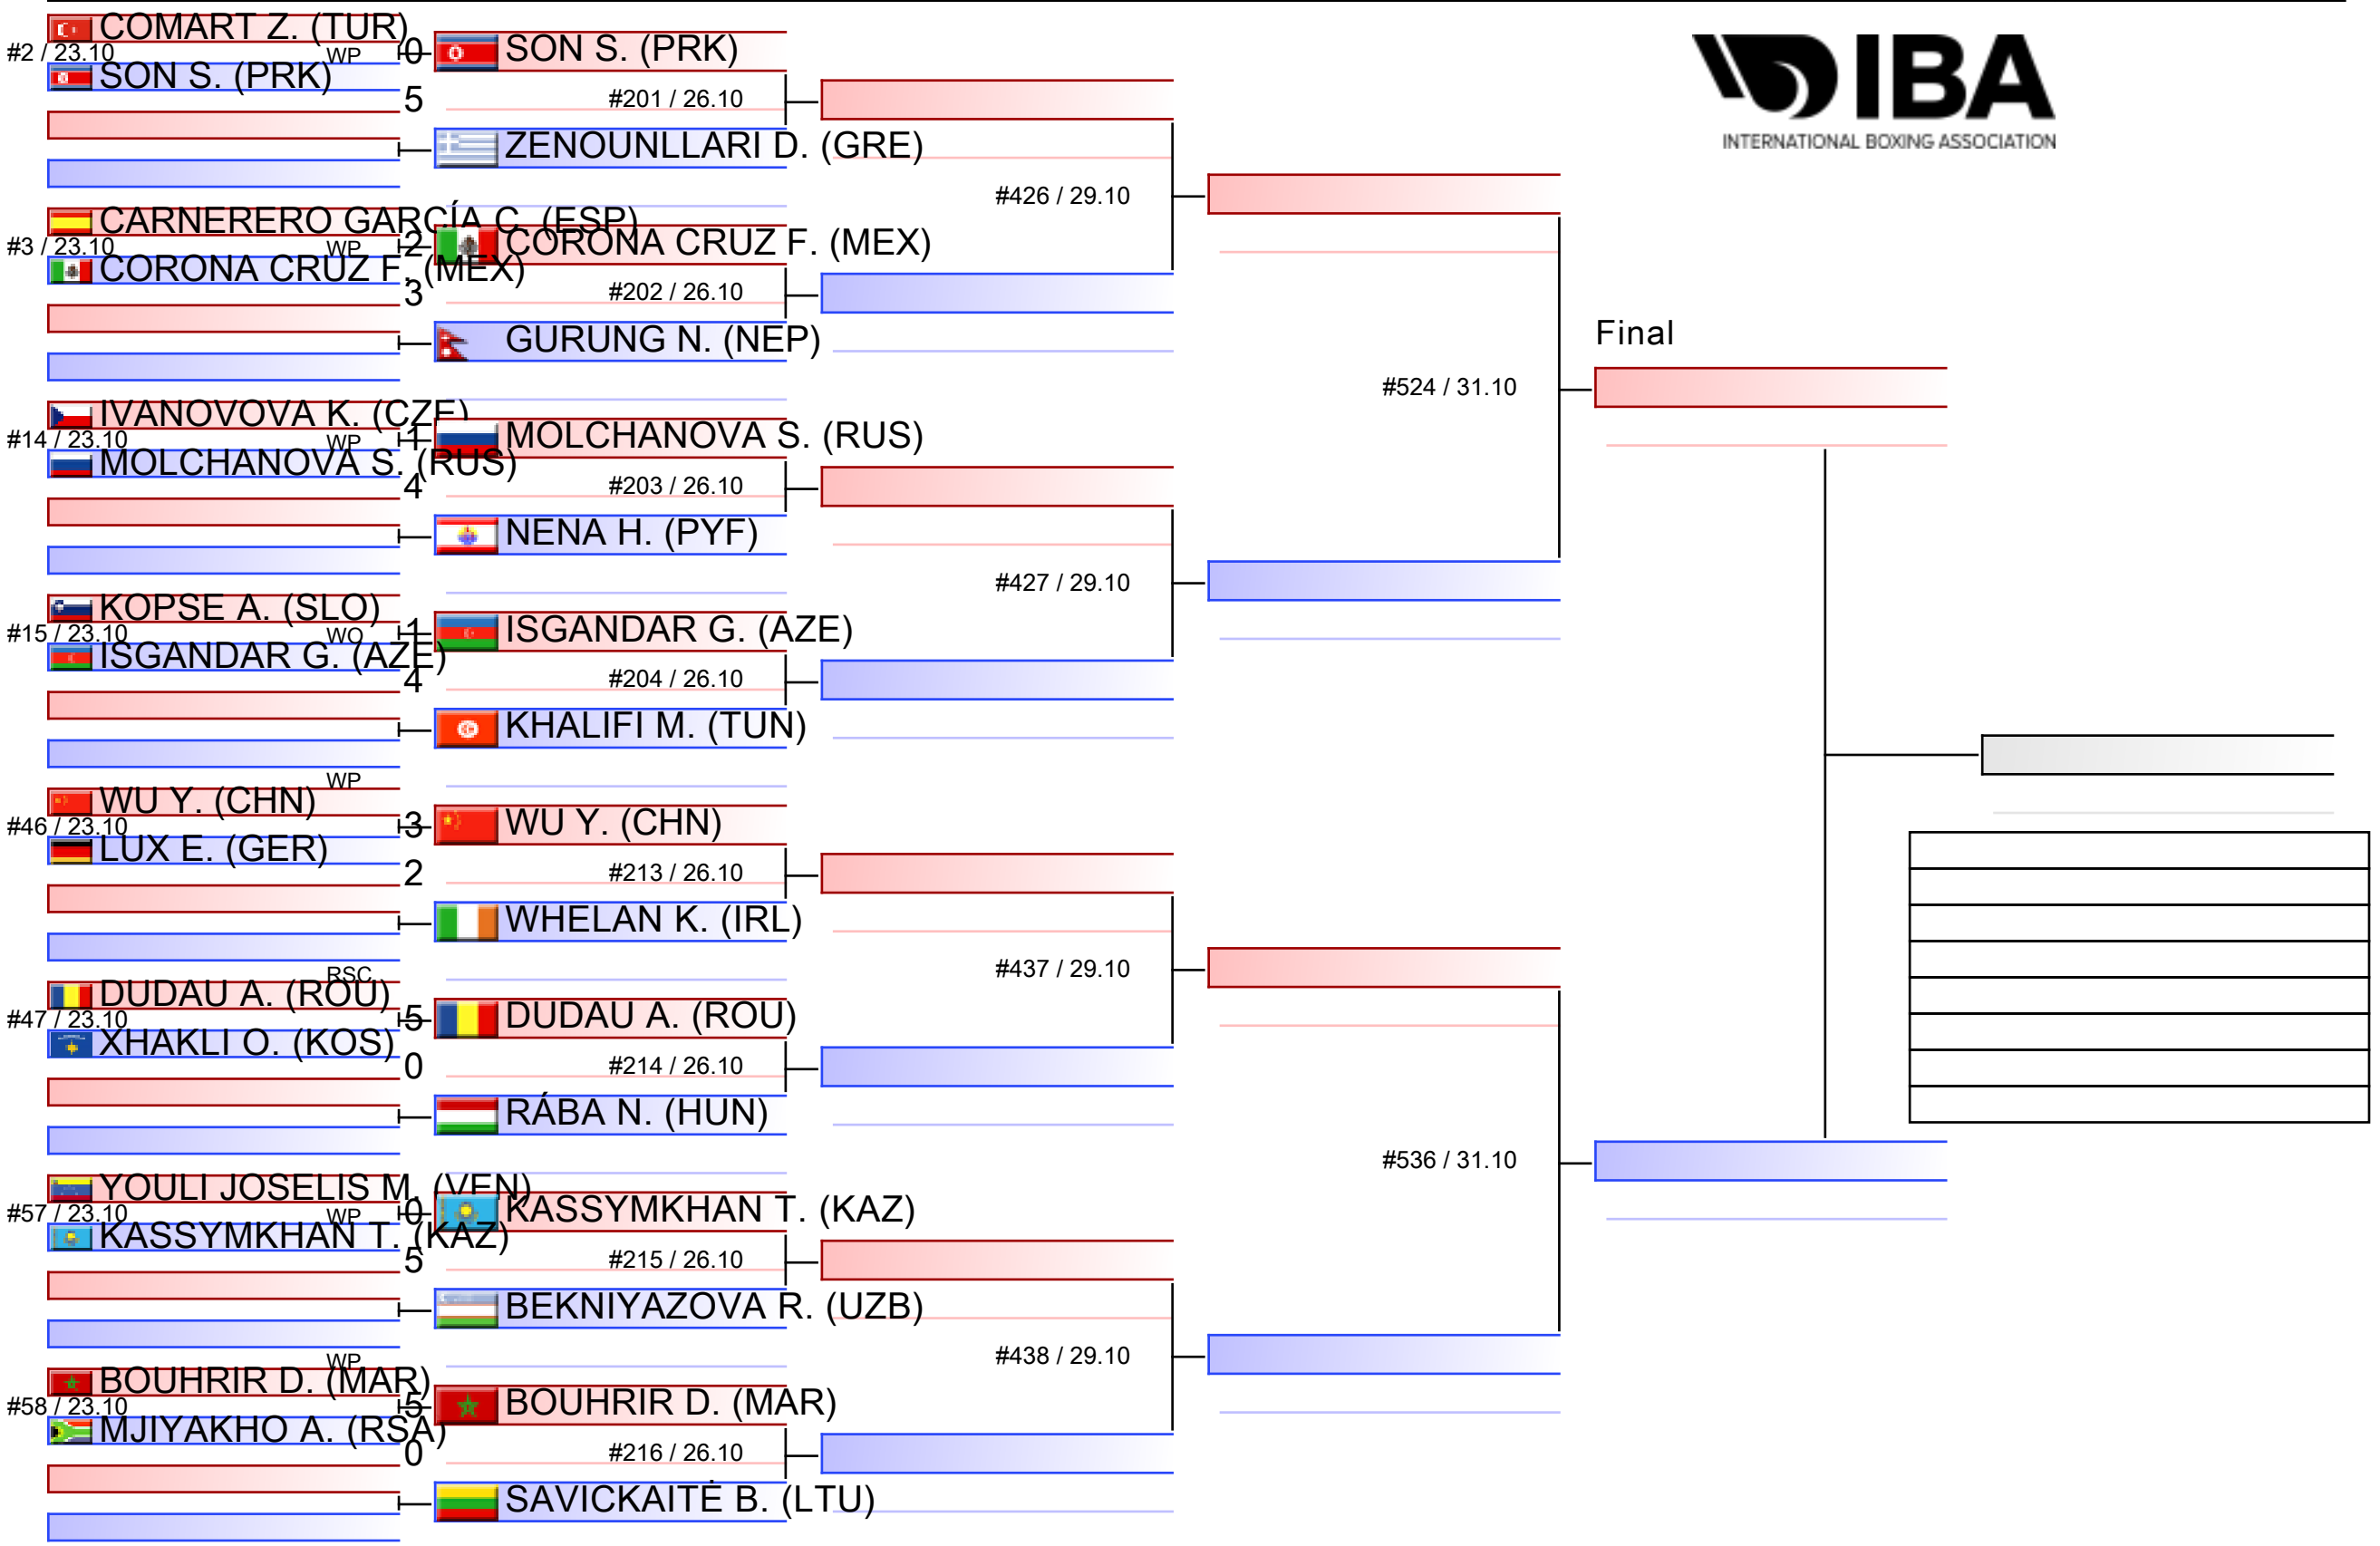 IBA
INTERNATIONAL BOXING ASSOCIATION
COMART Z. (TUR)
#2 / 23.10 WP 0
SON S. (PRK)
5
SON S. (PRK)
#201 / 26.10
ZENOUNLLARI D. (GRE)
CARNERERO GARCÍA C. (ESP)
#3 / 23.10 WP 2
CORONA CRUZ F. (MEX)
3
CORONA CRUZ F. (MEX)
#202 / 26.10
GURUNG N. (NEP)
#426 / 29.10
IVANOVOVA K. (CZE)
#14 / 23.10 WP 1
MOLCHANOVA S. (RUS)
4
MOLCHANOVA S. (RUS)
#203 / 26.10
NENA H. (PYF)
KOPSE A. (SLO)
#15 / 23.10 WO 1
ISGANDAR G. (AZE)
4
ISGANDAR G. (AZE)
#204 / 26.10
KHALIFI M. (TUN)
#427 / 29.10
#524 / 31.10
Final
WP
WU Y. (CHN)
#46 / 23.10 3
LUX E. (GER)
2
WU Y. (CHN)
#213 / 26.10
WHELAN K. (IRL)
RSC
DUDAU A. (ROU)
#47 / 23.10 5
XHAKLI O. (KOS)
0
DUDAU A. (ROU)
#214 / 26.10
RÁBA N. (HUN)
#437 / 29.10
YOULI JOSELIS M. (VEN)
#57 / 23.10 WP 0
KASSYMKHAN T. (KAZ)
5
KASSYMKHAN T. (KAZ)
#215 / 26.10
BEKNIYAZOVA R. (UZB)
WP
BOUHRIR D. (MAR)
#58 / 23.10 5
MJIYAKHO A. (RSA)
0
BOUHRIR D. (MAR)
#216 / 26.10
SAVICKAITĖ B. (LTU)
#438 / 29.10
#536 / 31.10